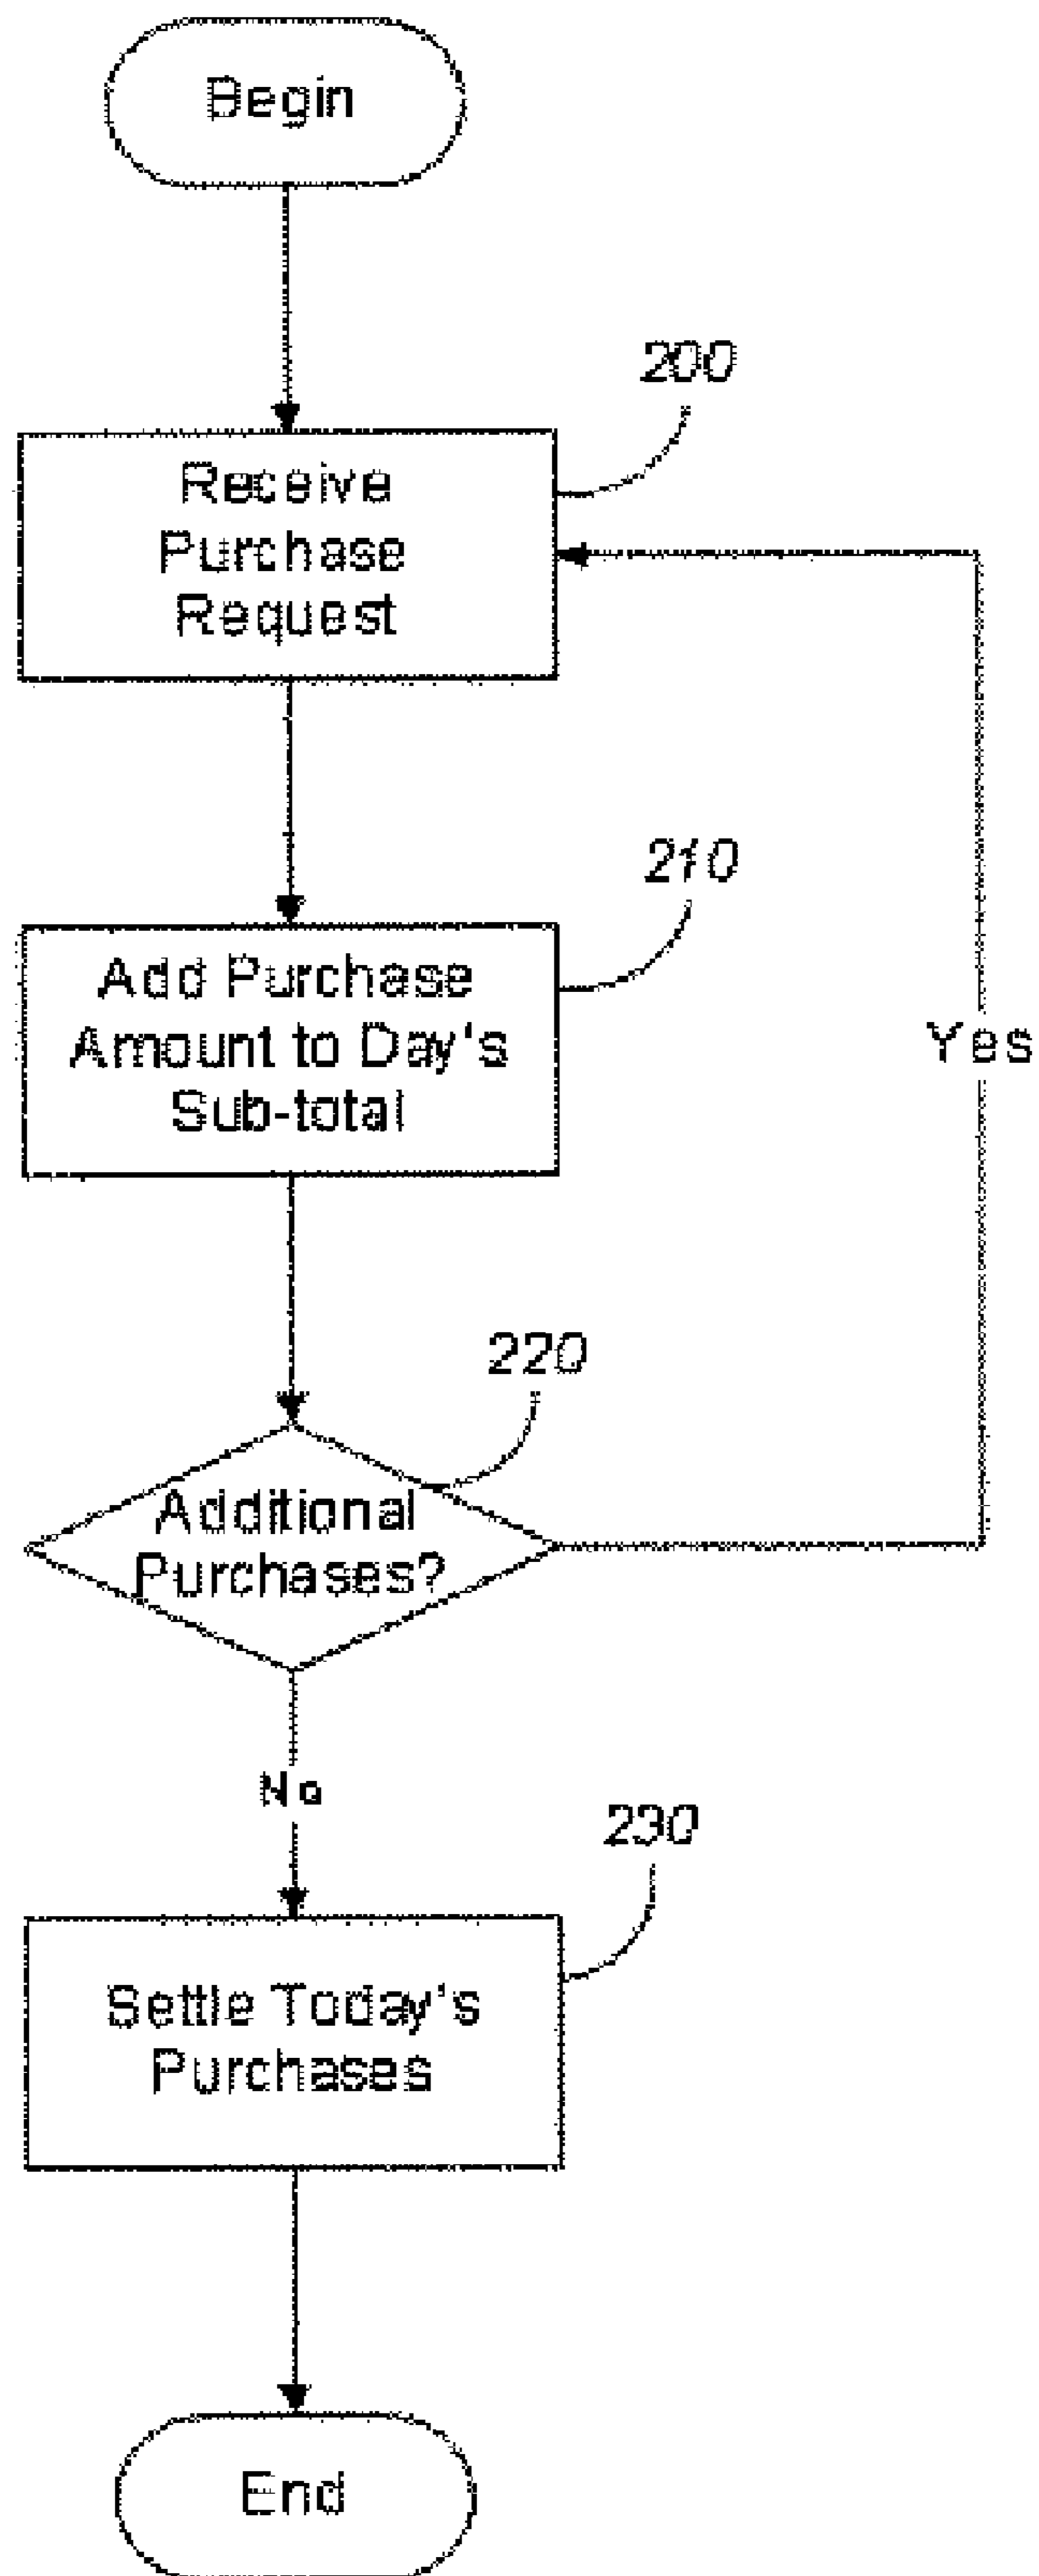 Begin
200
Receive
Purchase
Request
210
Add Purchase
Amount to Day's
Sub-total
Yes
220
Additional
Purchases?
No
230
Settle Today's
Purchases
End